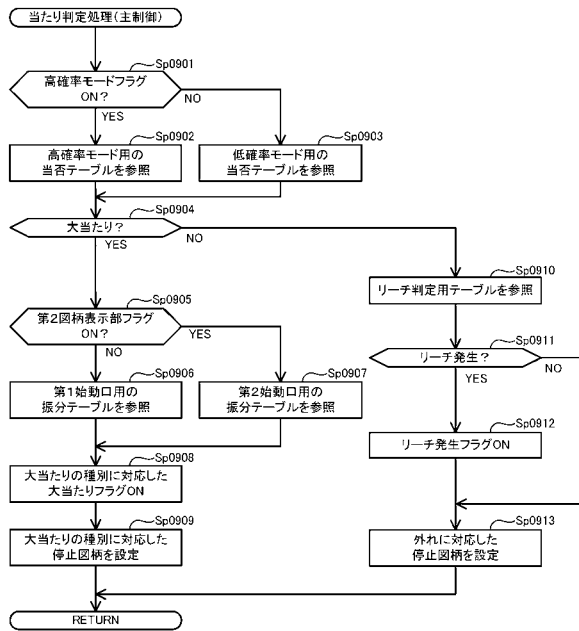 当たり判定処理(主制御)
Sp0901
高確率モードフラグ
ON?
NO
YES
Sp0902
高確率モード用の
当否テーブルを参照
Sp0903
低確率モード用の
当否テーブルを参照
Sp0904
大当たり?
NO
YES
Sp0905
第2図柄表示部フラグ
ON?
YES
NO
Sp0906
第1始動口用の
振分テーブルを参照
Sp0907
第2始動口用の
振分テーブルを参照
Sp0908
大当たりの種別に対応した
大当たりフラグON
Sp0909
大当たりの種別に対応した
停止図柄を設定
Sp0910
リーチ判定用テーブルを参照
Sp0911
リーチ発生?
NO
YES
Sp0912
リーチ発生フラグON
Sp0913
外れに対応した
停止図柄を設定
RETURN